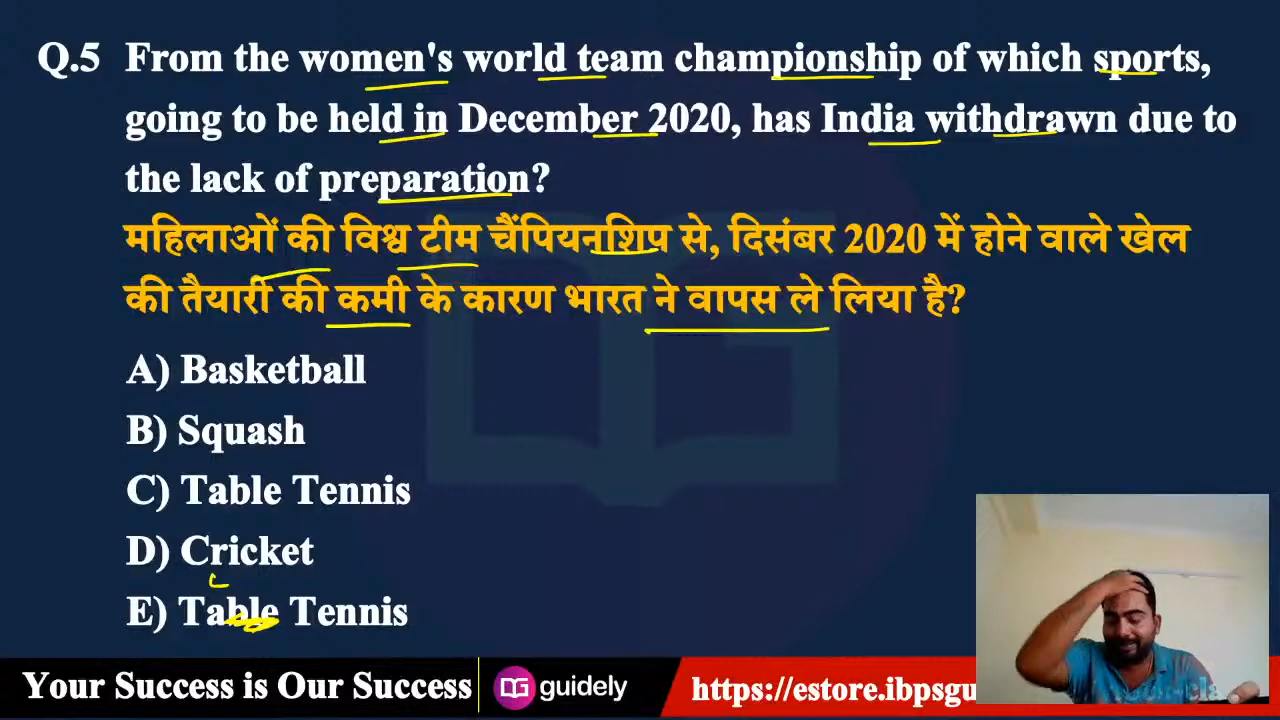 Q.5 From the women's world team championship of which sports,
going to be held in December 2020, has India withdrawn due to
the lack of preparation?
महिलाओं की विश्व टीम चैंपियनशिप से, दिसंबर 2020 में होने वाले खेल
की तैयारी की कमी के कारण भारत ने वापस ले लिया है?
A) Basketball
B) Squash
C) Table Tennis
D) Cricket
E) Table Tennis
Your Success is Our Success
guidely
https://estore.ibpsgu